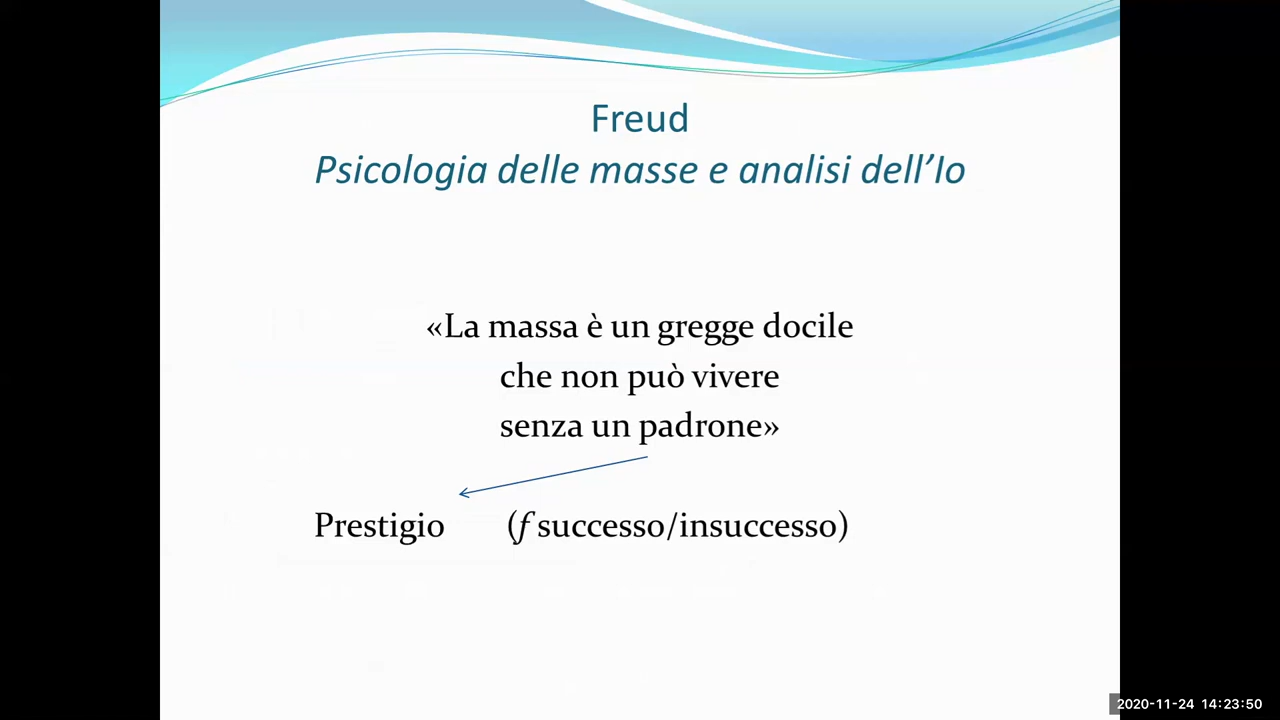 Freud
Psicologia delle masse e analisi dell’Io
«La massa è un gregge docile
che non può vivere
senza un padrone»
Prestigio (f successo/insuccesso)
2020-11-24 14:23:50